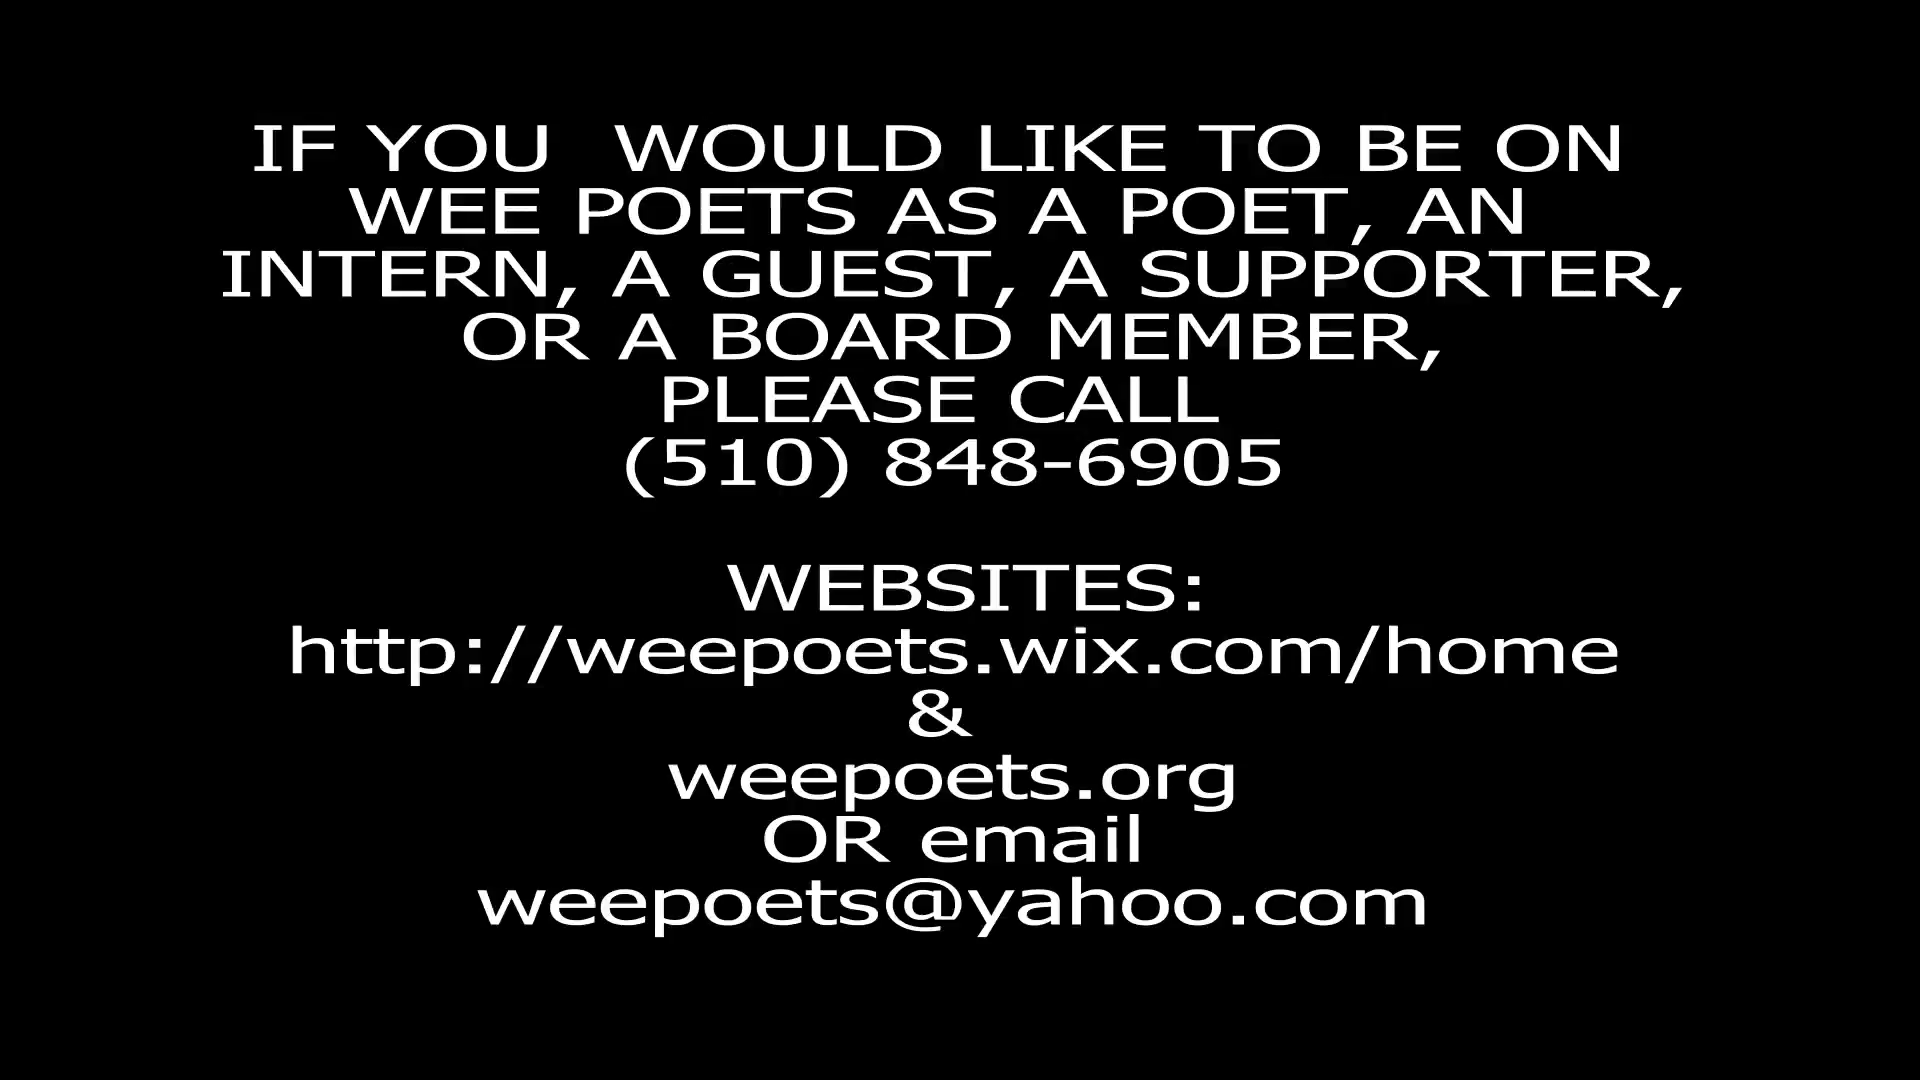 IF YOU  WOULD LIKE TO BE ON
WEE POETS AS A POET, AN
INTERN, A GUEST, A SUPPORTER,
OR A BOARD MEMBER,
PLEASE CALL
(510) 848-6905
WEBSITES:
http://weepoets.wix.com/home
&
weepoets.org
OR email
weepoets@yahoo.com